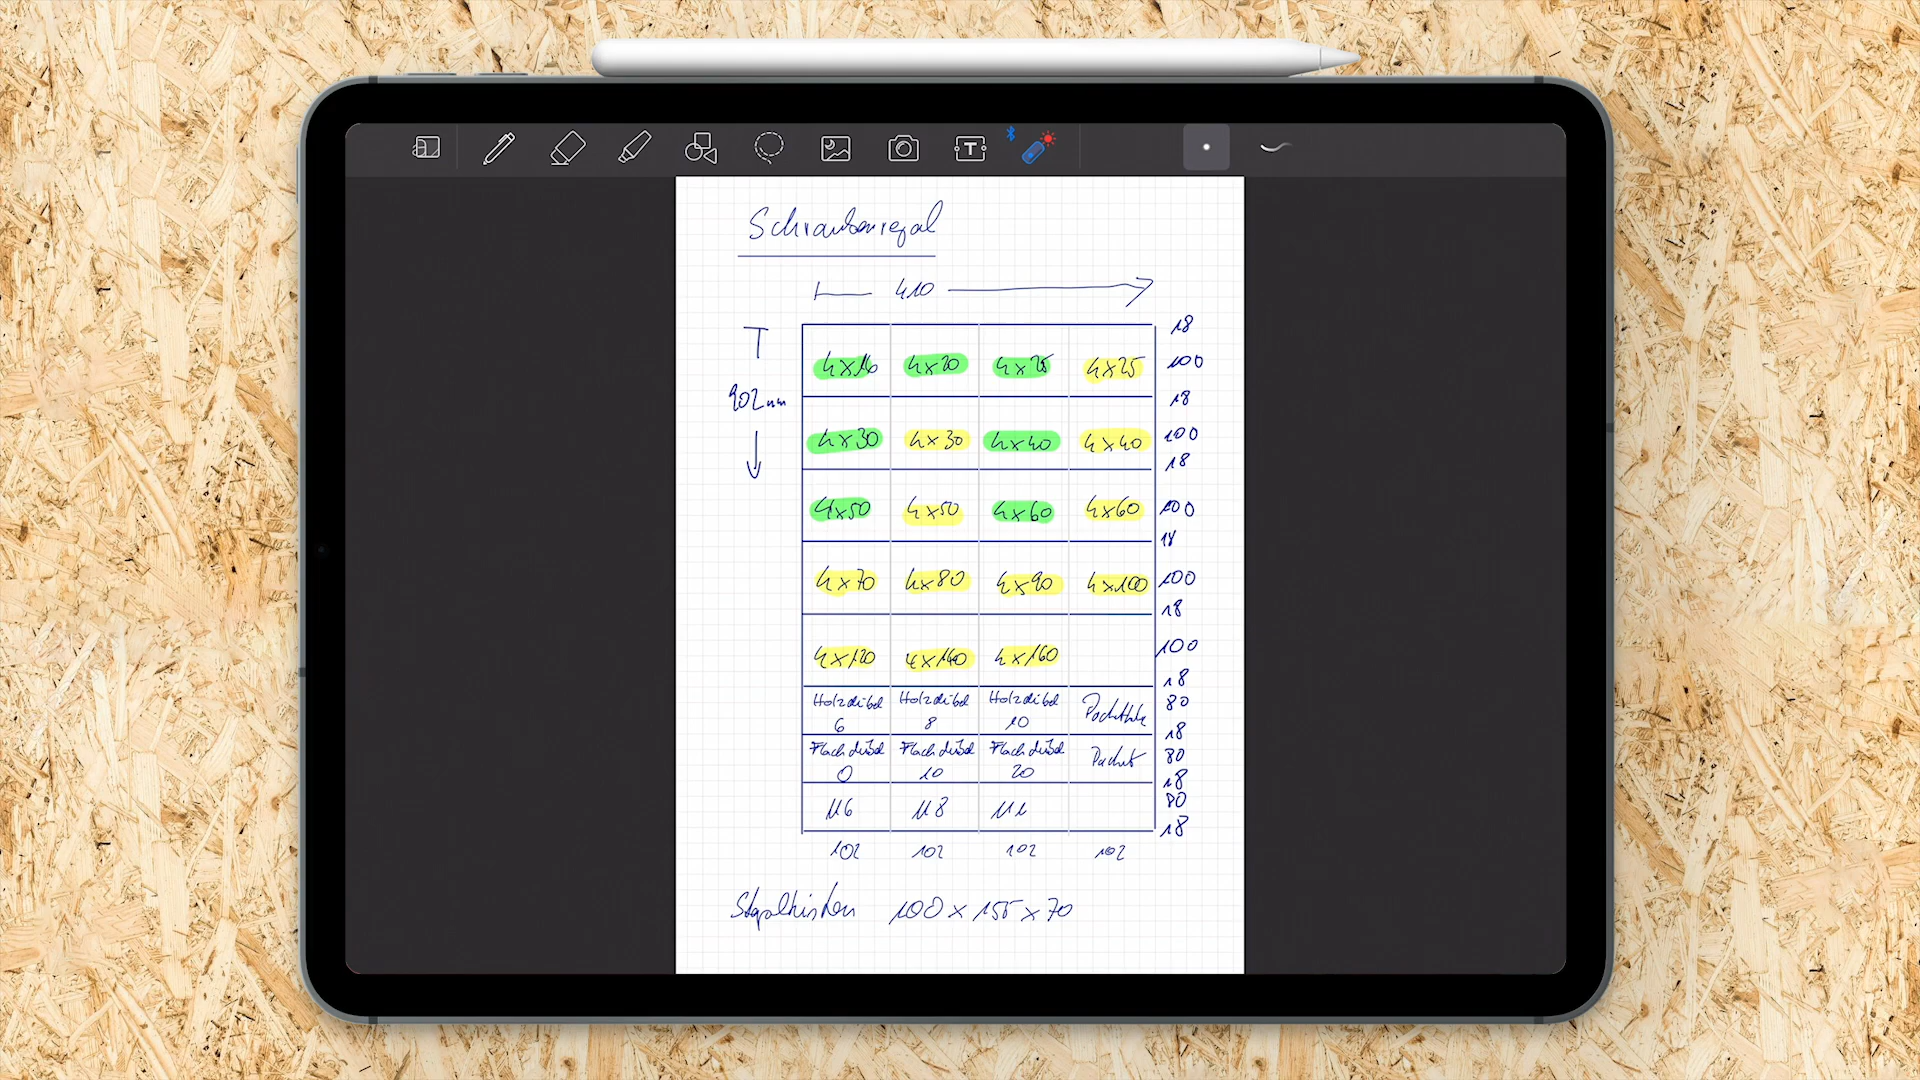 Schraubenregal
410
18
4x16 4x20 4x25 4x25 100
902mm 18
4x30 4x30 4x40 4x40 100
18
4x50 4x50 4x60 4x60 100
18
4x70 4x80 4x90 4x100 100
18
4x120 4x140 4x160 100
18
Holzdübel Holzdübel Holzdübel 80
6 8 10
18
Flachdübel Flachdübel Flachdübel 80
0 10 20
18
M6 M8 80
18
102 102 102 102
Stapelkisten 100 x 155 x 70